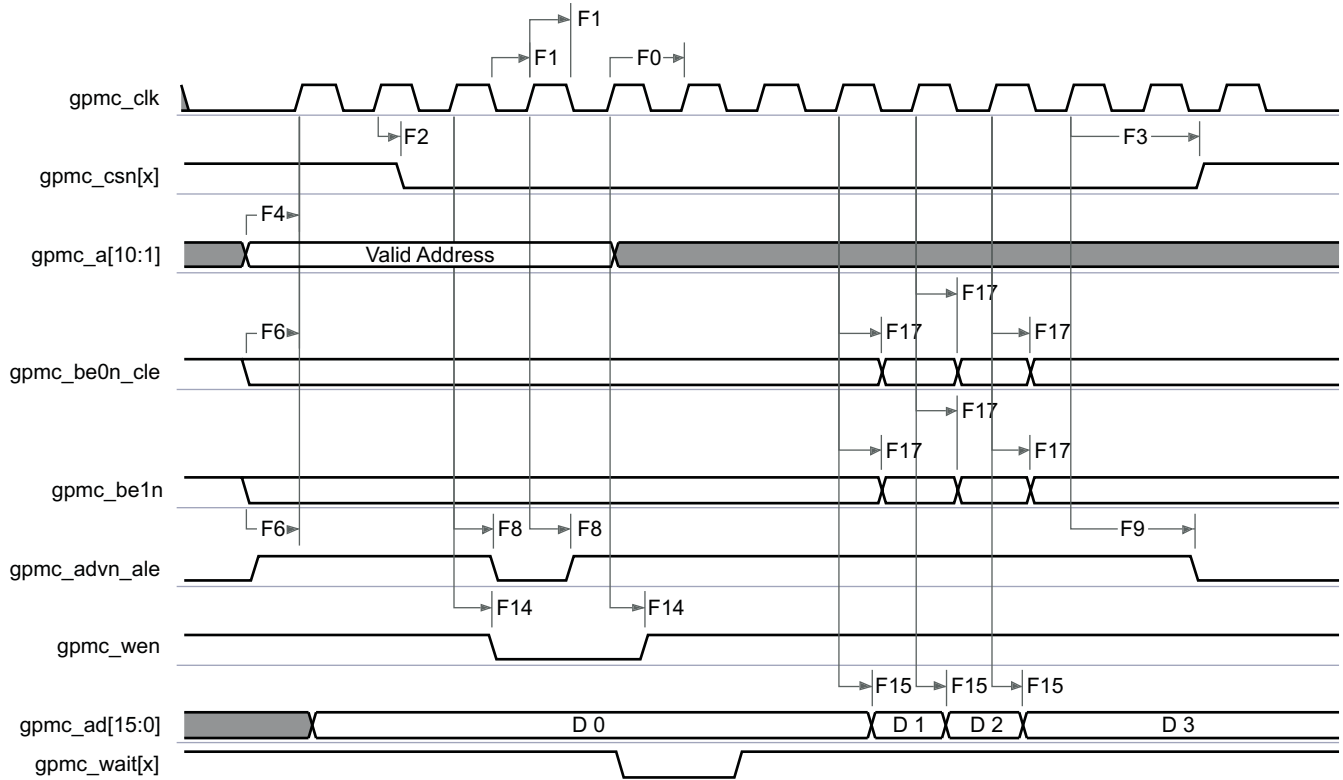 F1
F1 F0
gpmc_clk
F2 F3
gpmc_csn[x]
F4
gpmc_a[10:1] Valid Address
F17
F6 F17 F17
gpmc_be0n_cle
F17
F17 F17
gpmc_be1n
F6 F8 F8 F9
gpmc_advn_ale
F14 F14
gpmc_wen
F15 F15 F15
gpmc_ad[15:0] D 0 D 1 D 2 D 3
gpmc_wait[x]